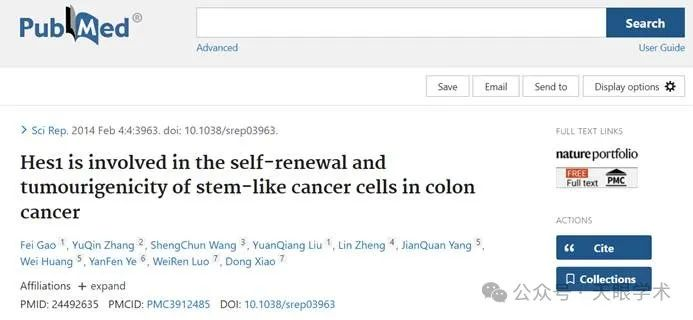 PubMed®
Search
Advanced
User Guide
Save
Email
Send to
Display options
> Sci Rep. 2014 Feb 4:4:3963. doi: 10.1038/srep03963.
Hes1 is involved in the self-renewal and
tumourigenicity of stem-like cancer cells in colon
cancer
Fei Gao 1, YuQin Zhang 2, ShengChun Wang 3, YuanQiang Liu 1, Lin Zheng 4, JianQuan Yang 5,
Wei Huang 5, YanFen Ye 6, WeiRen Luo 7, Dong Xiao 7
Affiliations + expand
PMID: 24492635 PMCID: PMC3912485 DOI: 10.1038/srep03963
FULL TEXT LINKS
nature portfolio
FREE
Full text PMC
ACTIONS
Cite
Collections
公众号 · 天眼学术